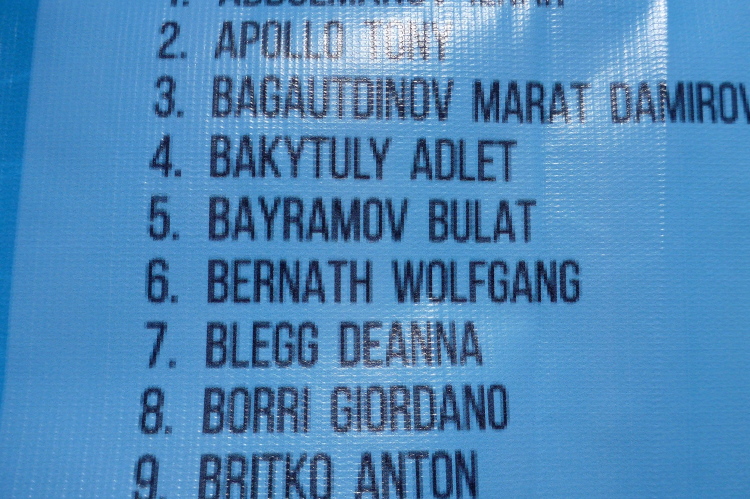 2. APOLLO TONY
3. BAGAUTDINOV MARAT
4. BAKYTULY ADLET
5. BAYRAMOV BULAT
6. BERNATH WOLFGANG
7. BLEGG DEANNA
8. BORRI GIORDANO
9. BRITKO ANTON